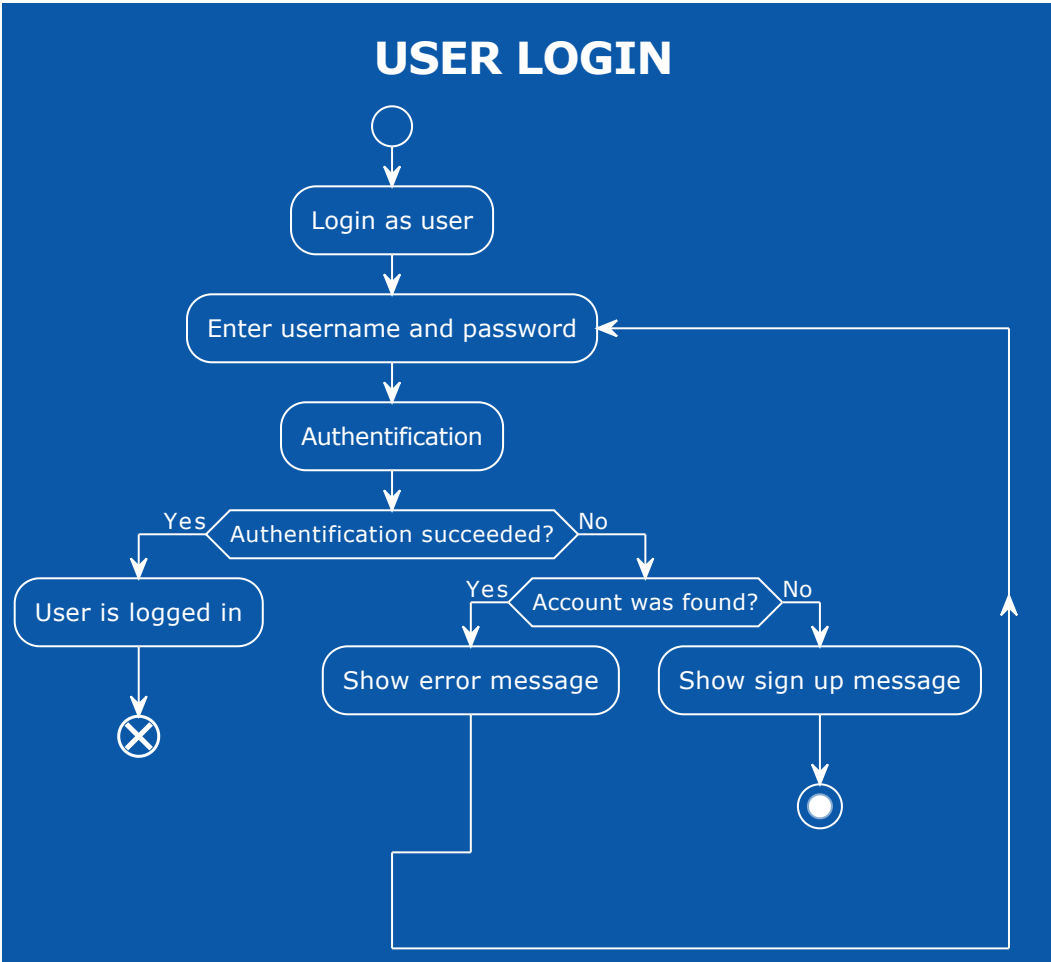 USER LOGIN
Login as user
Enter username and password
Authentification
Yes
Authentification succeeded?
No
User is logged in
Yes
Account was found?
No
Show error message
Show sign up message